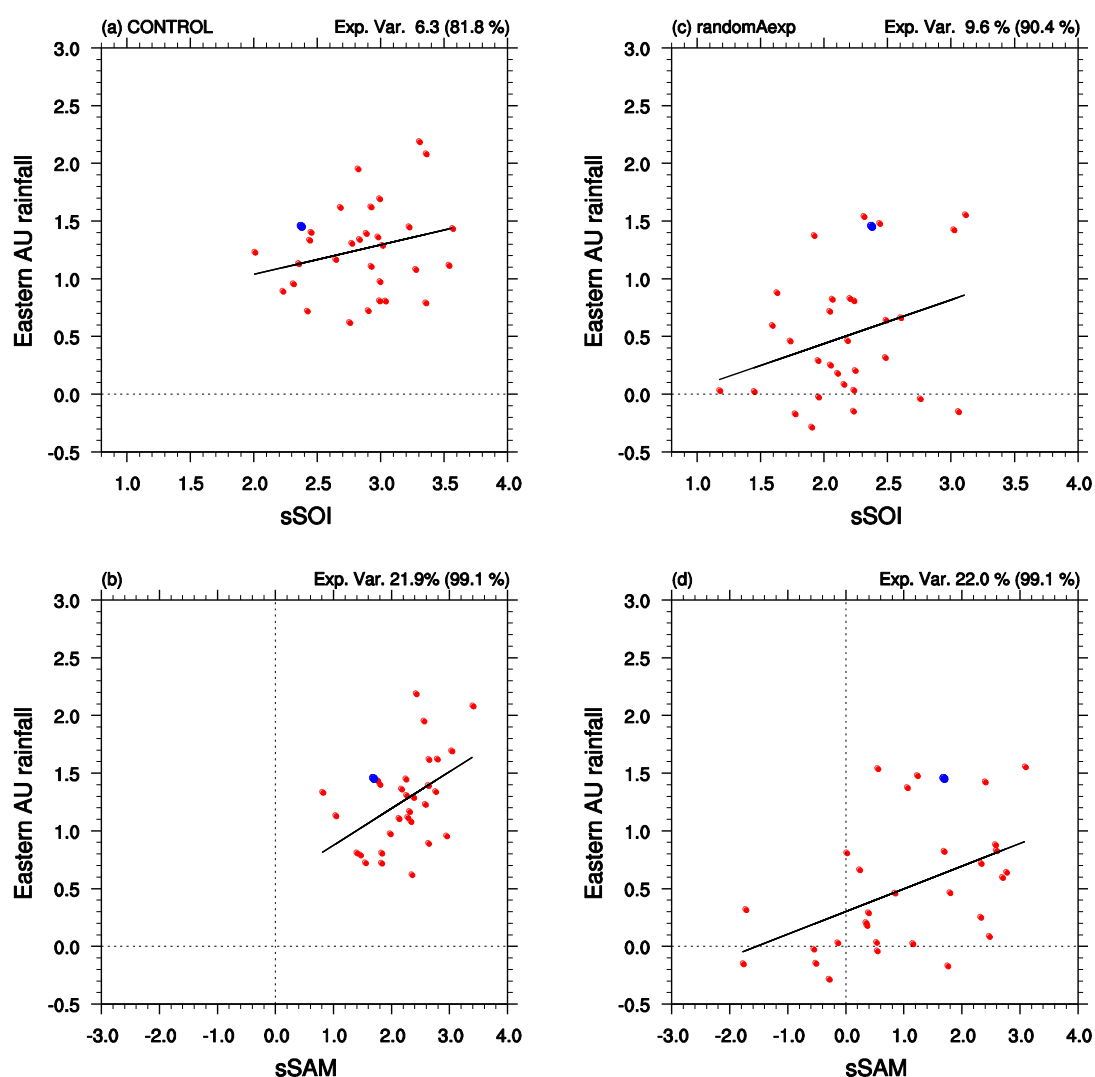 (a) CONTROL Exp. Var. 6.3 (81.8 %)
3.0
2.5
2.0
1.5
1.0
0.5
0.0
-0.5
Eastern AU rainfall
1.0 1.5 2.0 2.5 3.0 3.5 4.0
sSOI
(c) randomAexp Exp. Var. 9.6 % (90.4 %)
3.0
2.5
2.0
1.5
1.0
0.5
0.0
-0.5
Eastern AU rainfall
1.0 1.5 2.0 2.5 3.0 3.5 4.0
sSOI
(b) Exp. Var. 21.9% (99.1 %)
3.0
2.5
2.0
1.5
1.0
0.5
0.0
-0.5
Eastern AU rainfall
-3.0 -2.0 -1.0 0.0 1.0 2.0 3.0 4.0
sSAM
(d) Exp. Var. 22.0 % (99.1 %)
3.0
2.5
2.0
1.5
1.0
0.5
0.0
-0.5
Eastern AU rainfall
-3.0 -2.0 -1.0 0.0 1.0 2.0 3.0 4.0
sSAM